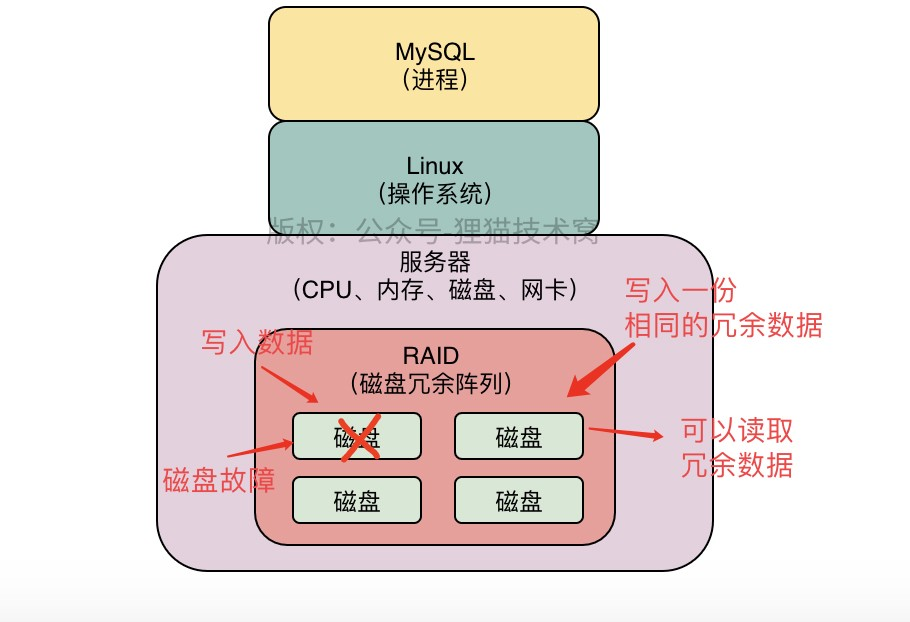 MySQL
（进程）
Linux
（操作系统）
版权：公众号-狸猫技术窝
服务器
（CPU、内存、磁盘、网卡）
写入一份
相同的冗余数据
写入数据
RAID
（磁盘冗余阵列）
磁盘
磁盘
可以读取
冗余数据
磁盘故障
磁盘
磁盘